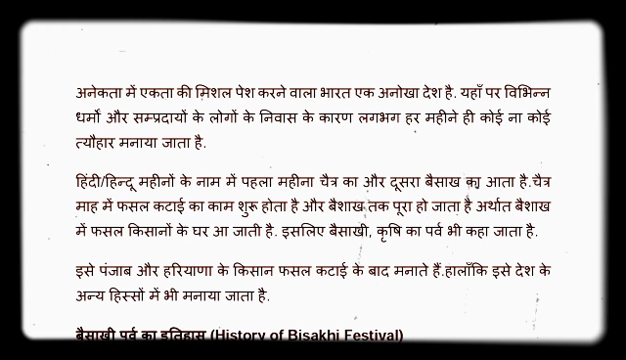 अनेकता में एकता की मिशल पेश करने वाला भारत एक अनोखा देश है. यहाँ पर विभिन्न
धर्मों और सम्प्रदायों के लोगों के निवास के कारण लगभग हर महीने ही कोई ना कोई
त्यौहार मनाया जाता है.
हिंदी/हिन्दू महीनों के नाम में पहला महीना चैत्र का और दूसरा बैसाख का आता है.चैत्र
माह में फसल कटाई का काम शुरू होता है और बैशाख तक पूरा हो जाता है अर्थात बैशाख
में फसल किसानों के घर आ जाती है. इसलिए बैसाखी, कृषि का पर्व भी कहा जाता है.
इसे पंजाब और हरियाणा के किसान फसल कटाई के बाद मनाते हैं.हालाँकि इसे देश के
अन्य हिस्सों में भी मनाया जाता है.
बैसाखी पर्व का इतिहास (History of Bisakhi Festival)